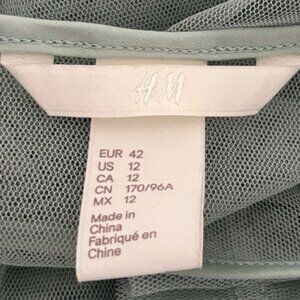 H&M
EUR 42
US 12
CA 12
CN 170/96A
MX 12
Made in
China
Fabriqué en
Chine